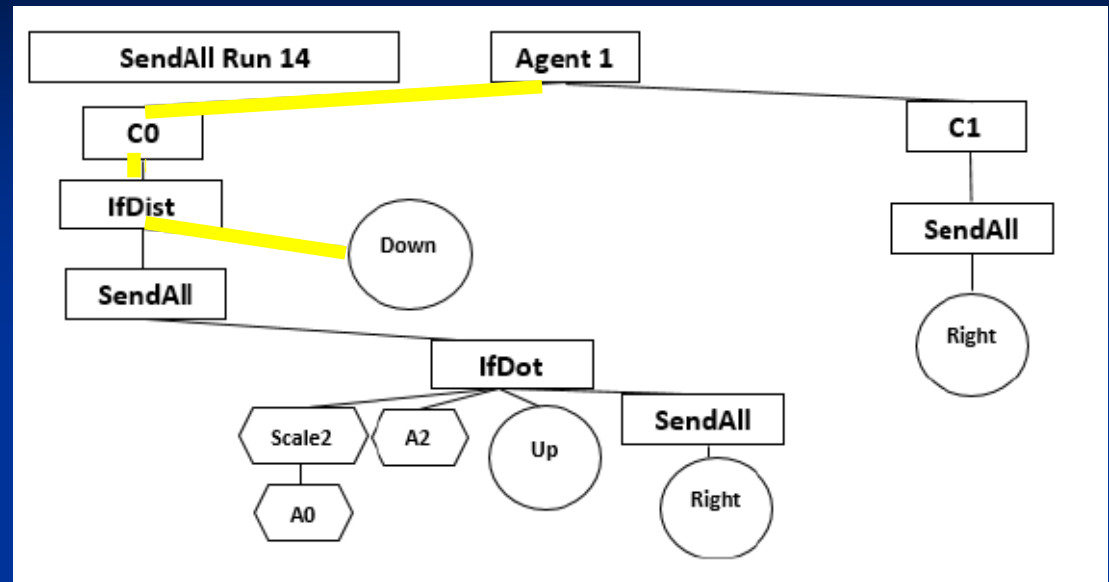 SendAll Run 14
Agent 1
C0
C1
IfDist
SendAll
Down
SendAll
Right
IfDot
Scale2
A2
Up
SendAll
A0
Right